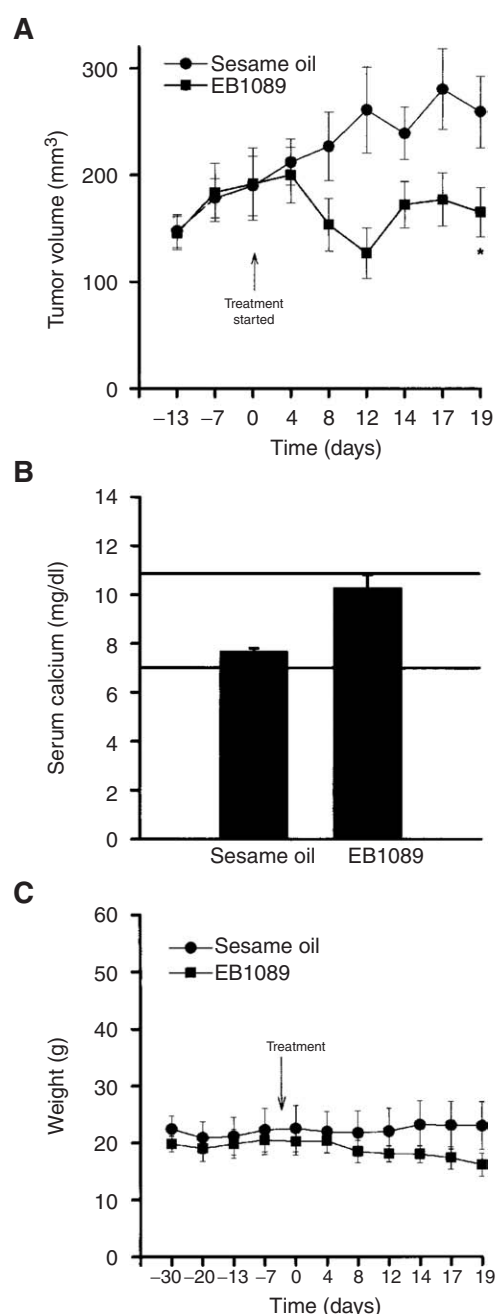 A
Sesame oil
EB1089
Tumor volume (mm³)
300
200
100
0
Treatment
started
*
−13 −7 0 4 8 12 14 17 19
Time (days)
B
Serum calcium (mg/dl)
14
12
10
8
6
4
2
0
Sesame oil EB1089
C
Sesame oil
EB1089
Weight (g)
60
50
40
30
20
10
0
Treatment
−30 −20 −13 −7 0 4 8 12 14 17 19
Time (days)